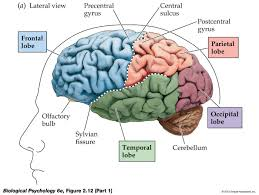 (a) Lateral view
Precentral
gyrus
Central
sulcus
Postcentral
gyrus
Frontal
lobe
Parietal
lobe
Occipital
lobe
Olfactory
bulb
Sylvian
fissure
Temporal
lobe
Cerebellum
Biological Psychology 6e, Figure 2.12 (Part 1)